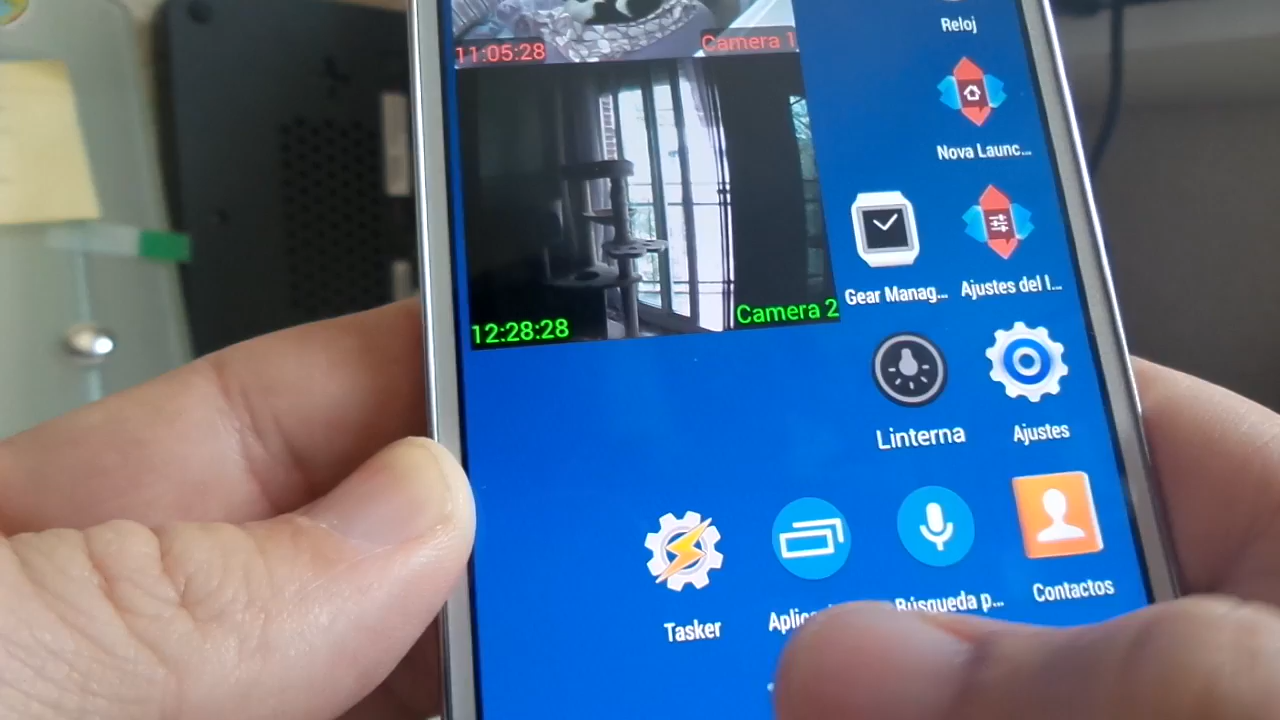 Reloj
11:05:28
Camera 1
Nova Launc...
Gear Manag...
Ajustes del l...
12:28:28
Camera 2
Linterna
Ajustes
Tasker
Búsqueda p...
Contactos